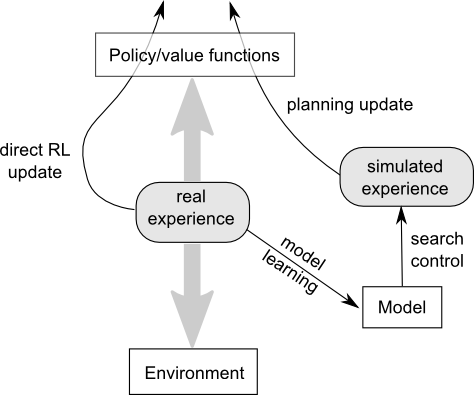 Policy/value functions
planning update
direct RL
update
simulated
experience
real
experience
model
learning
search
control
Model
Environment